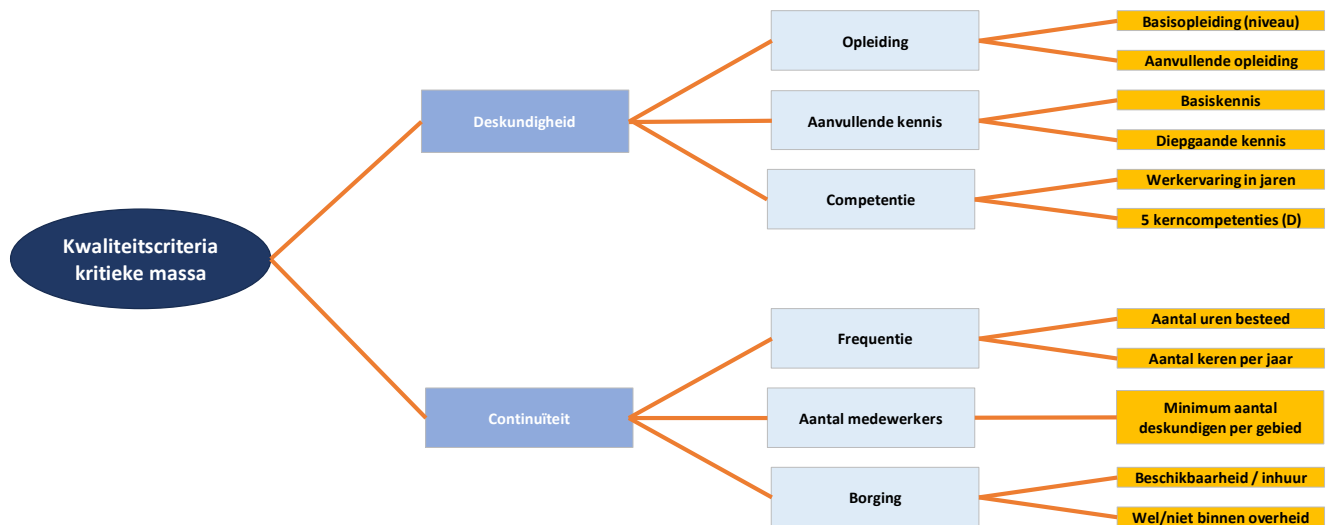 Kwaliteitscriteria
kritieke massa
Deskundigheid
Opleiding
Basisopleiding (niveau)
Aanvullende opleiding
Aanvullende kennis
Basiskennis
Diepgaande kennis
Competentie
Werkervaring in jaren
5 kerncompetenties (D)
Continuïteit
Frequentie
Aantal uren besteed
Aantal keren per jaar
Aantal medewerkers
Minimum aantal
deskundigen per gebied
Borging
Beschikbaarheid / inhuur
Wel/niet binnen overheid